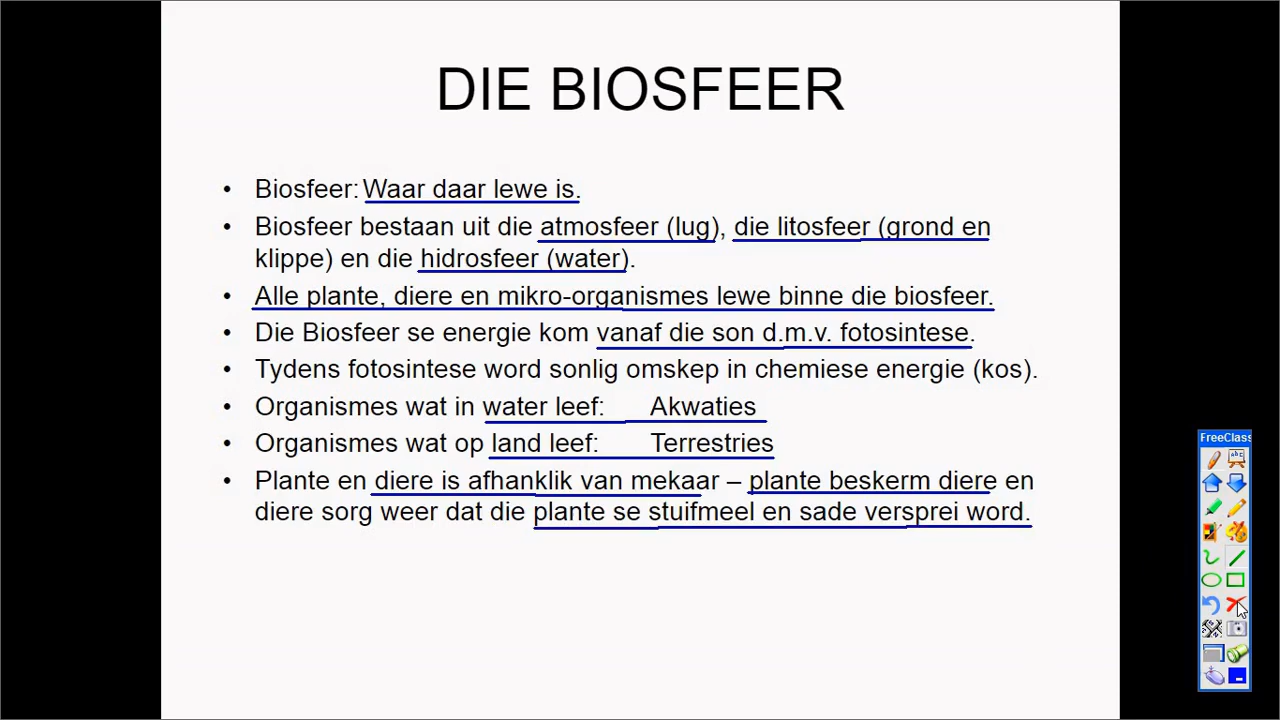 DIE BIOSFEER
• Biosfeer: Waar daar lewe is.
• Biosfeer bestaan uit die atmosfeer (lug), die litosfeer (grond en
klippe) en die hidrosfeer (water).
• Alle plante, diere en mikro-organismes lewe binne die biosfeer.
• Die Biosfeer se energie kom vanaf die son d.m.v. fotosintese.
• Tydens fotosintese word sonlig omskep in chemiese energie (kos).
• Organismes wat in water leef: Akwaties
• Organismes wat op land leef: Terrestries
• Plante en diere is afhanklik van mekaar – plante beskerm diere en
diere sorg weer dat die plante se stuifmeel en sade versprei word.
FreeClass